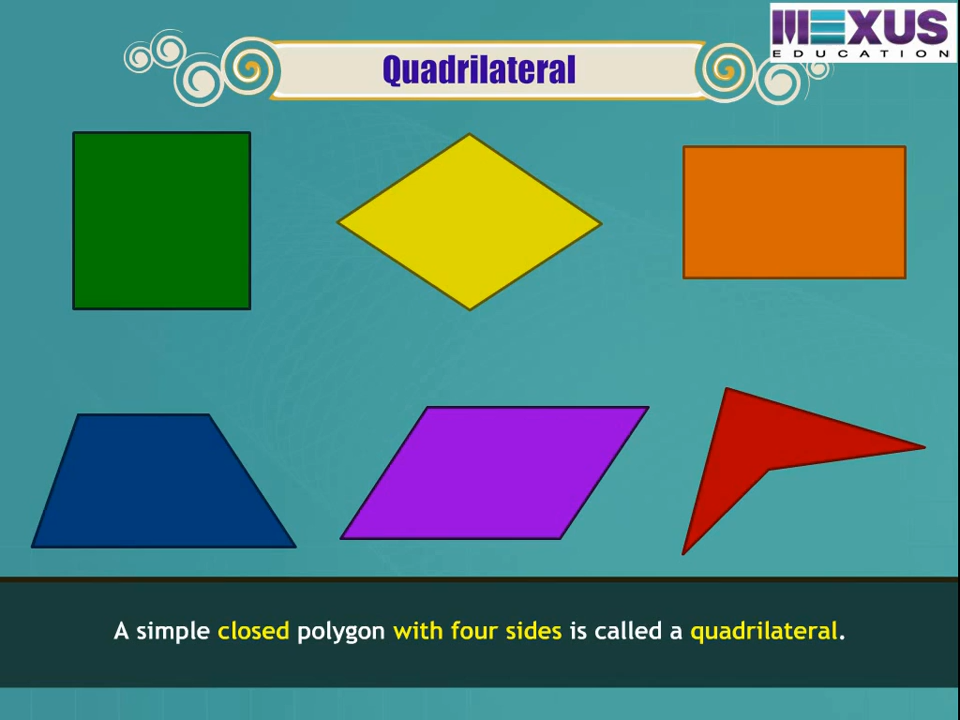 MEXUS
EDUCATION
Quadrilateral
A simple closed polygon with four sides is called a quadrilateral.